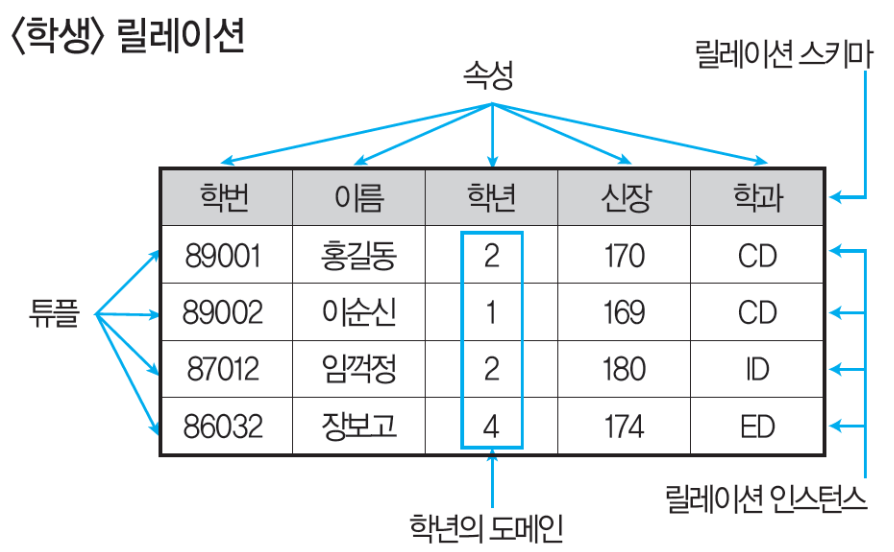 〈학생〉 릴레이션
릴레이션 스키마
속성
학번 이름 학년 신장 학과
89001 홍길동 2 170 CD
89002 이순신 1 169 CD
튜플
87012 임꺽정 2 180 ID
86032 장보고 4 174 ED
릴레이션 인스턴스
학년의 도메인